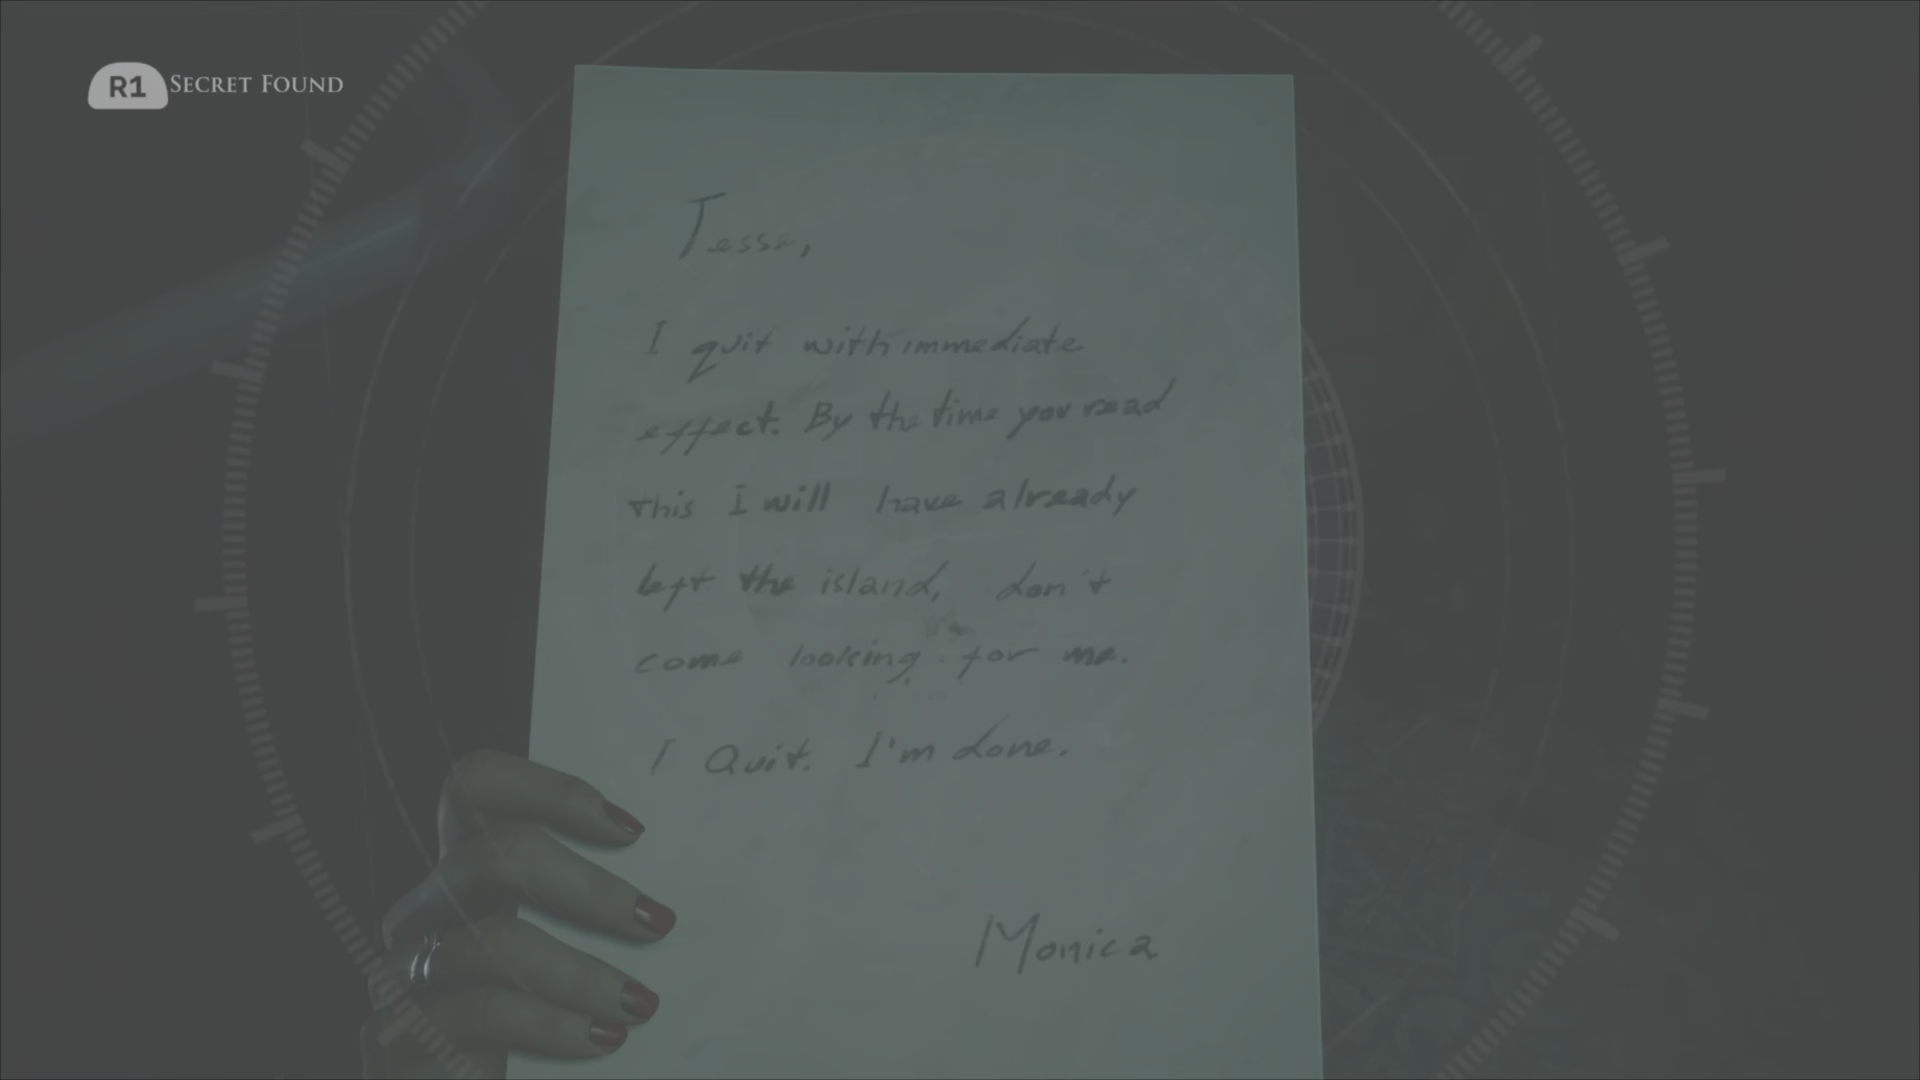 R1 Secret Found
Tessa,
I quit with immediate
effect. By the time you read
this I will have already
left the island, don't
come looking for me.
I Quit. I'm done.
Monica